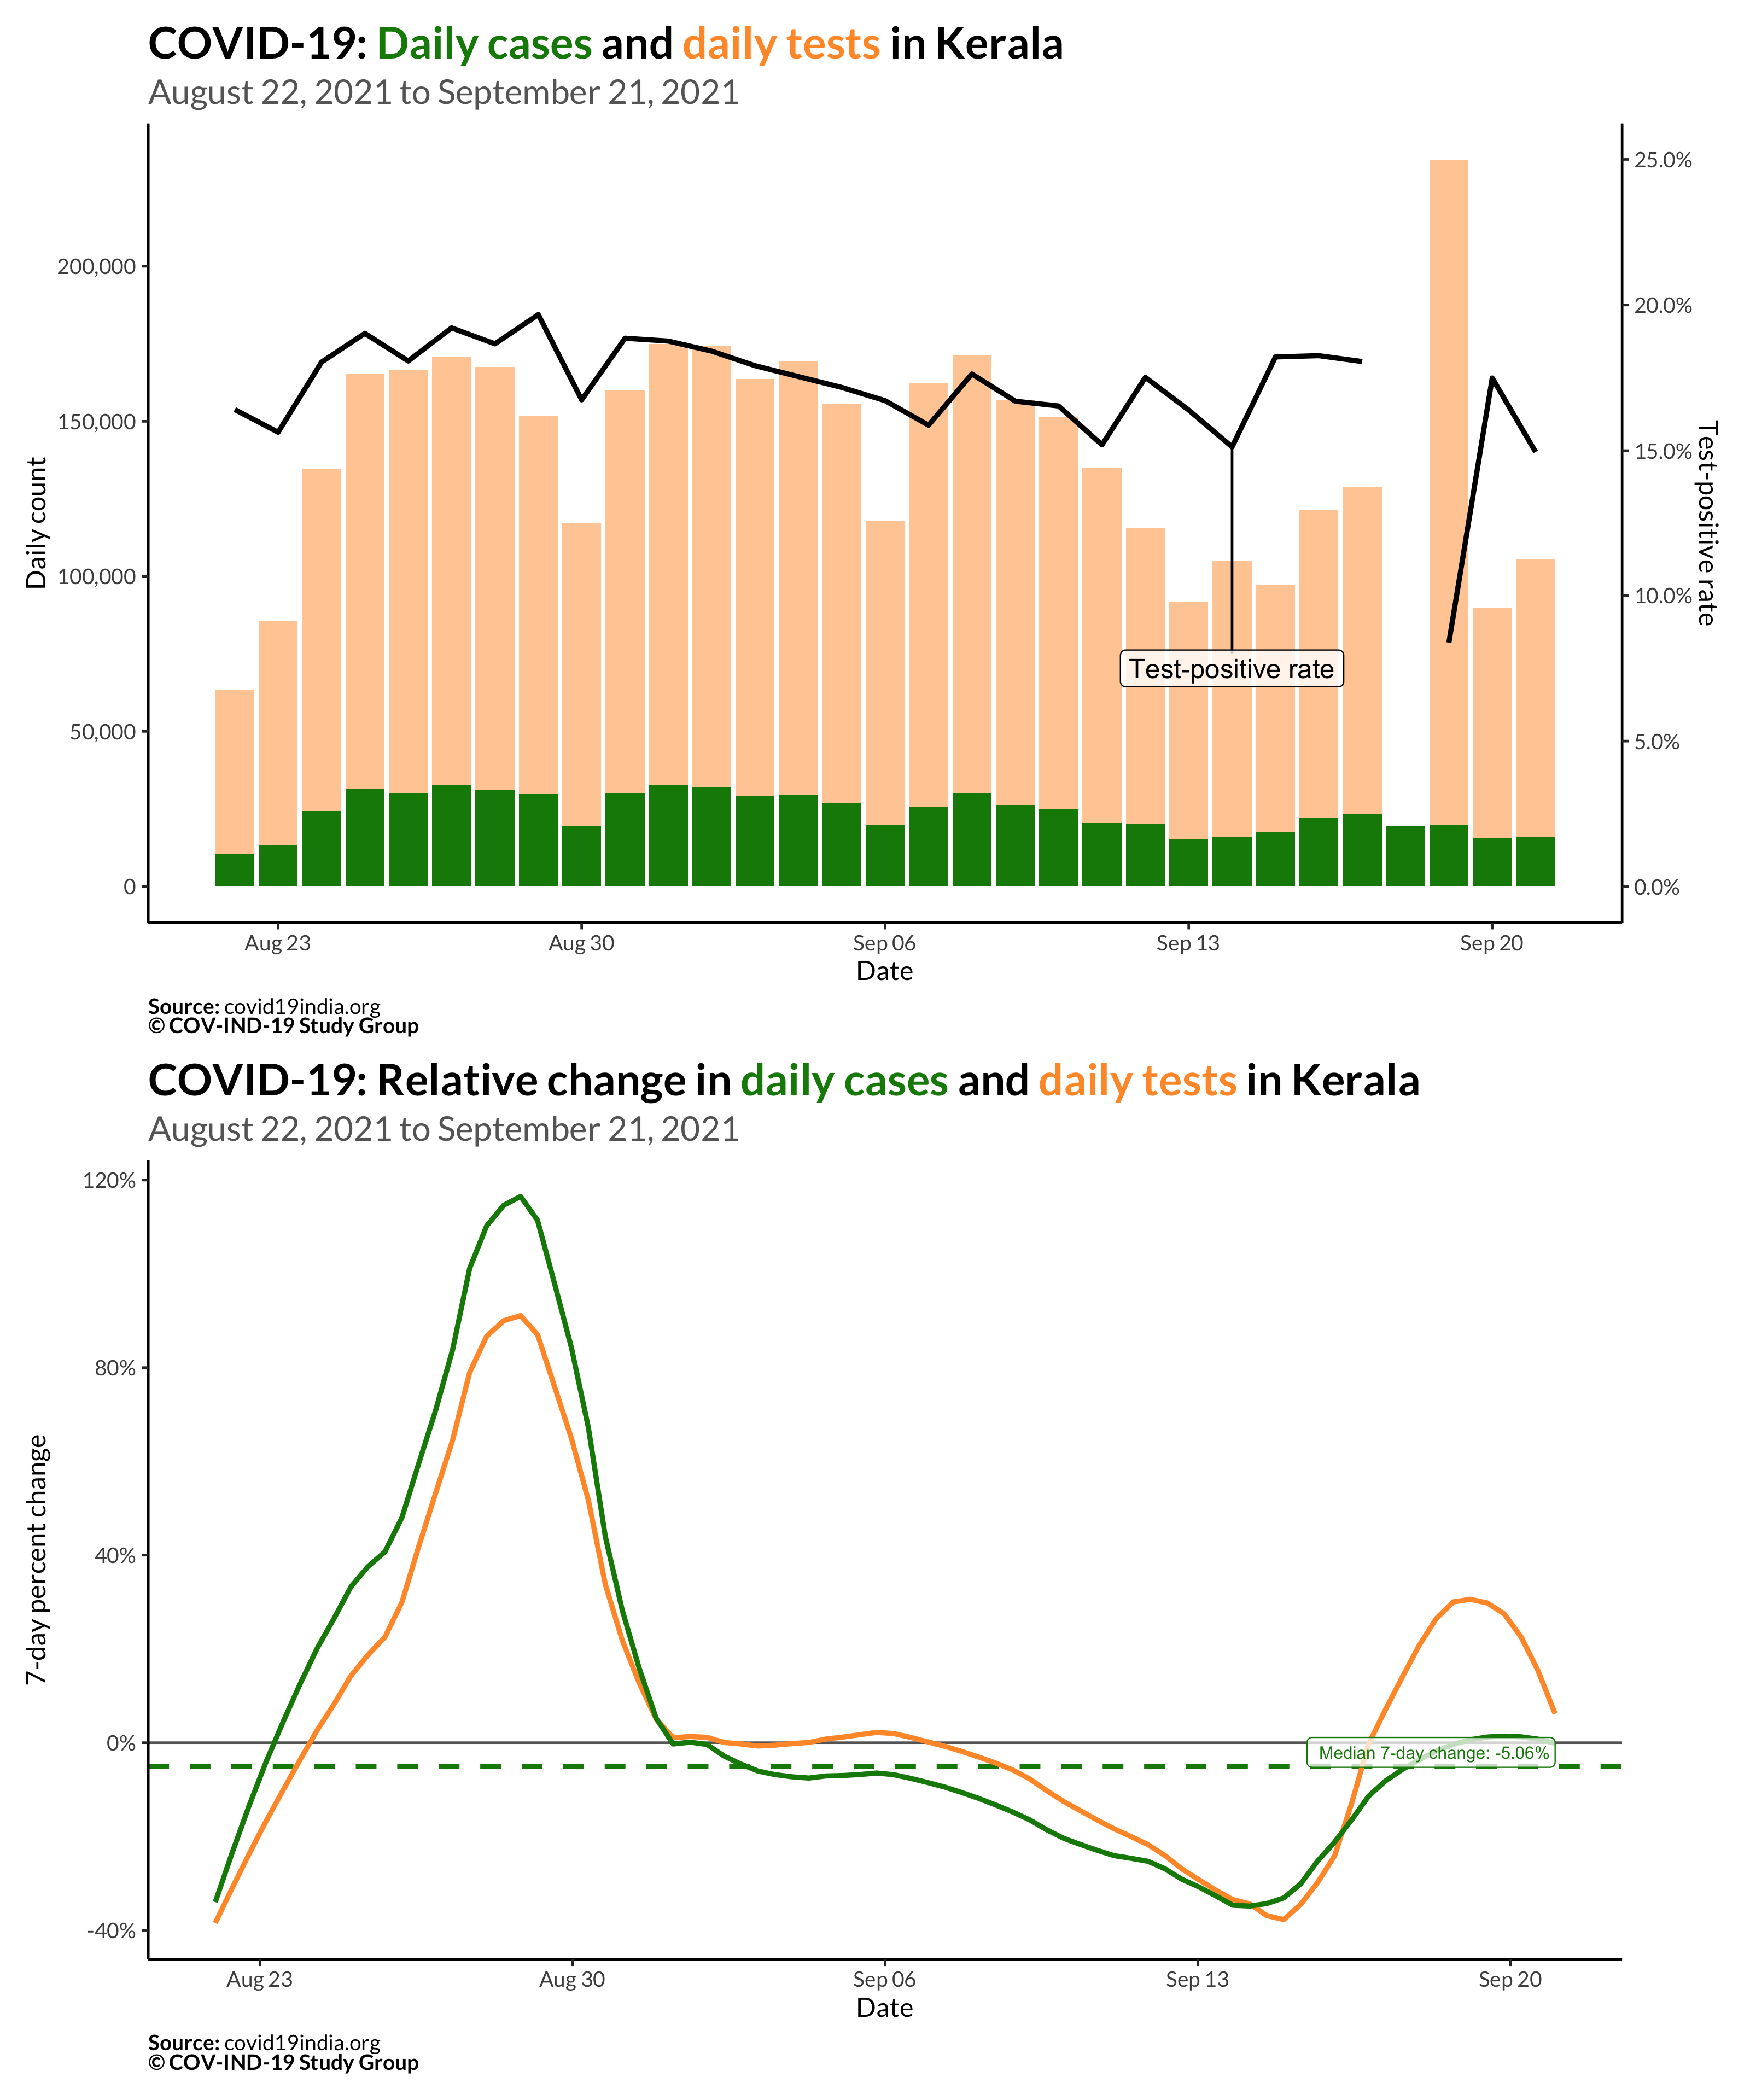 COVID-19: Daily cases and daily tests in Kerala
August 22, 2021 to September 21, 2021
25.0%
20.0%
15.0%
10.0%
5.0%
0.0%
200,000
150,000
100,000
50,000
0
Daily count
Test-positive rate
Test-positive rate
Aug 23
Aug 30
Sep 06
Sep 13
Sep 20
Date
Source: covid19india.org
© COV-IND-19 Study Group
COVID-19: Relative change in daily cases and daily tests in Kerala
August 22, 2021 to September 21, 2021
120%
80%
40%
0%
-40%
7-day percent change
Median 7-day change: -5.06%
Aug 23
Aug 30
Sep 06
Sep 13
Sep 20
Date
Source: covid19india.org
© COV-IND-19 Study Group